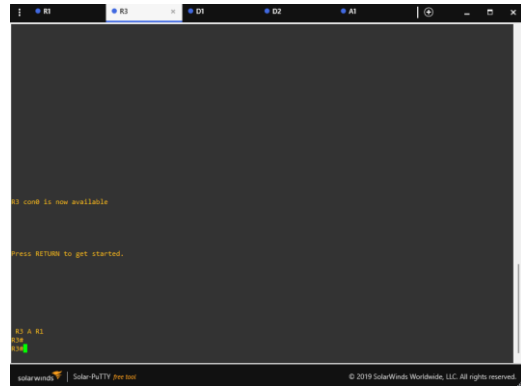 R1 R3 × D1 D2 A1
R3 con0 is now available
Press RETURN to get started.
R3 A R1
R3#
R3#
solarwinds | Solar-PuTTY free tool © 2019 SolarWinds Worldwide, LLC. All rights reserved.